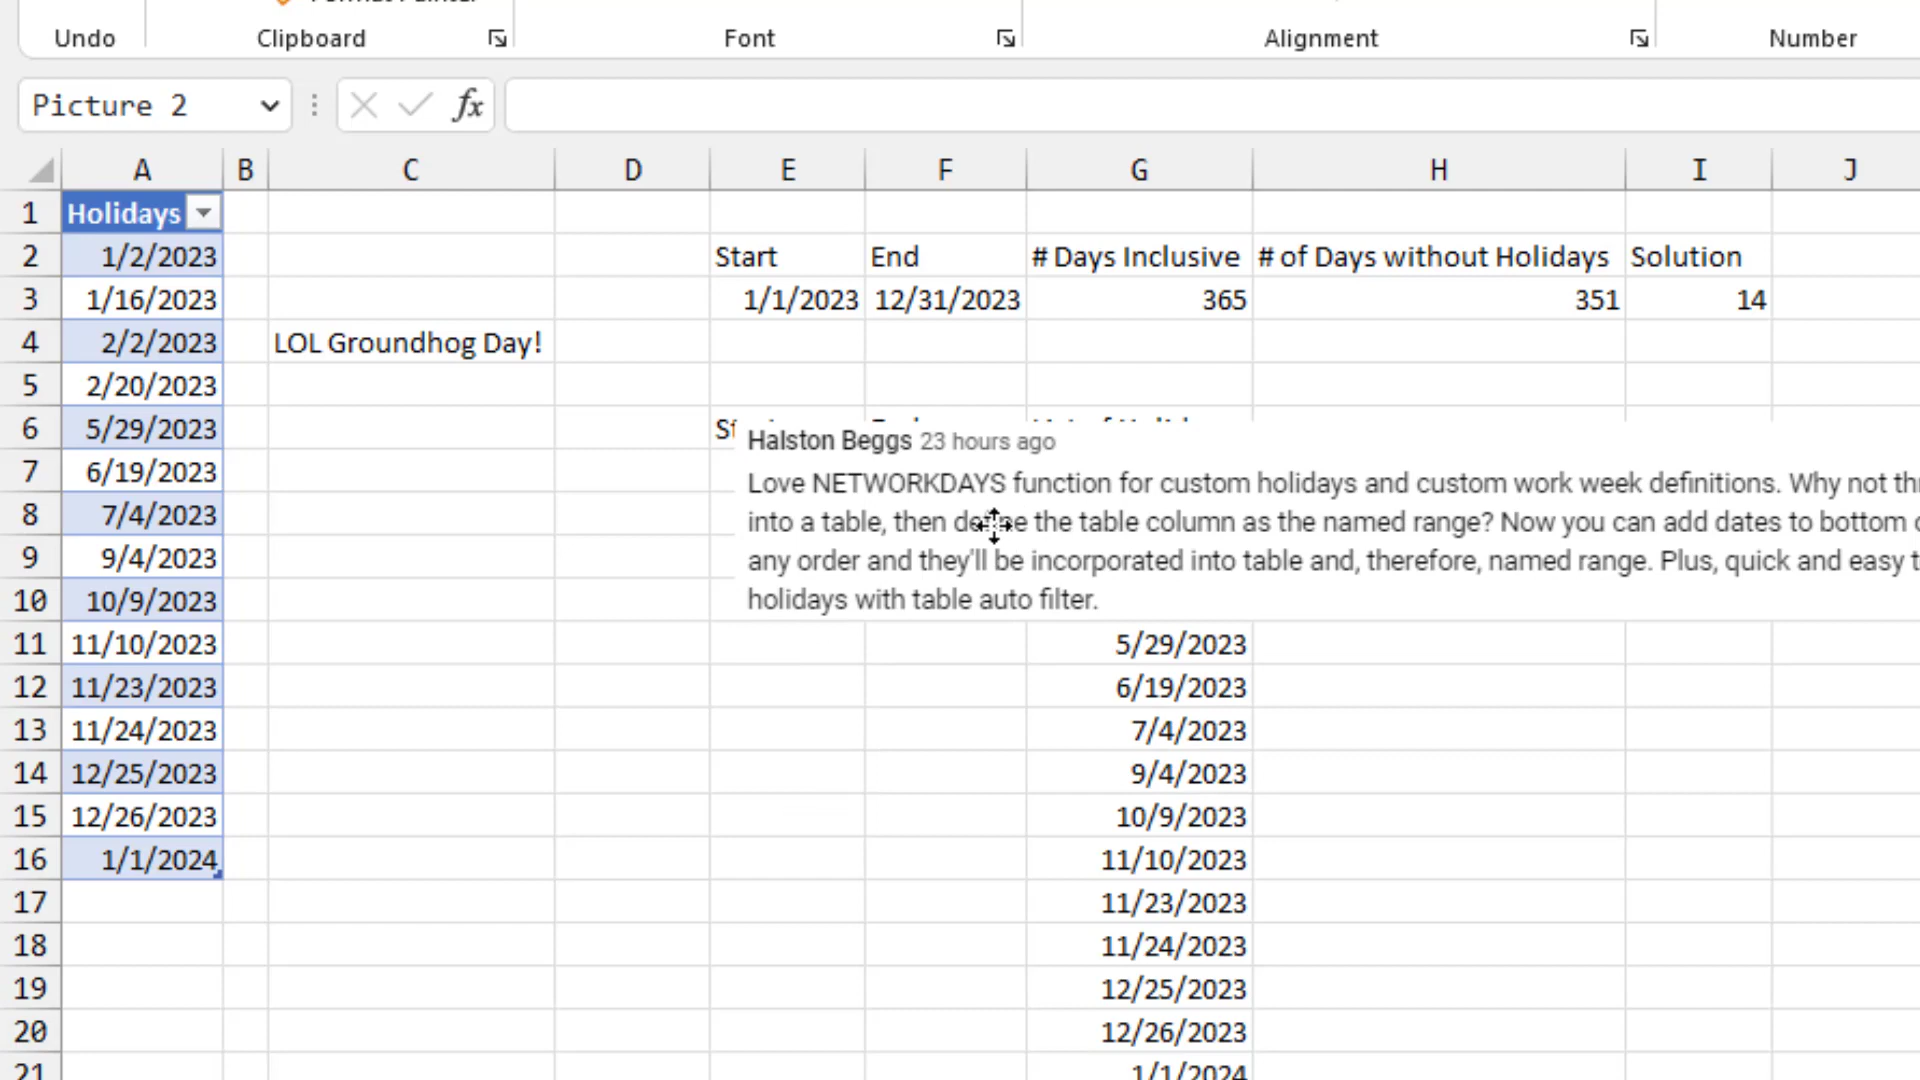 Undo Clipboard Font Alignment Number
Picture 2 fx
A B C D E F G H I J
1 Holidays
2 1/2/2023 Start End # Days Inclusive # of Days without Holidays Solution
3 1/16/2023 1/1/2023 12/31/2023 365 351 14
4 2/2/2023 LOL Groundhog Day!
5 2/20/2023
6 5/29/2023
Halston Beggs 23 hours ago
7 6/19/2023
Love NETWORKDAYS function for custom holidays and custom work week definitions. Why not
8 7/4/2023
into a table, then define the table column as the named range? Now you can add dates to bottom
9 9/4/2023
any order and they'll be incorporated into table and, therefore, named range. Plus, quick and easy
10 10/9/2023
holidays with table auto filter.
11 11/10/2023 5/29/2023
12 11/23/2023 6/19/2023
13 11/24/2023 7/4/2023
14 12/25/2023 9/4/2023
15 12/26/2023 10/9/2023
16 1/1/2024 11/10/2023
17 11/23/2023
18 11/24/2023
19 12/25/2023
20 12/26/2023
21 1/1/2024